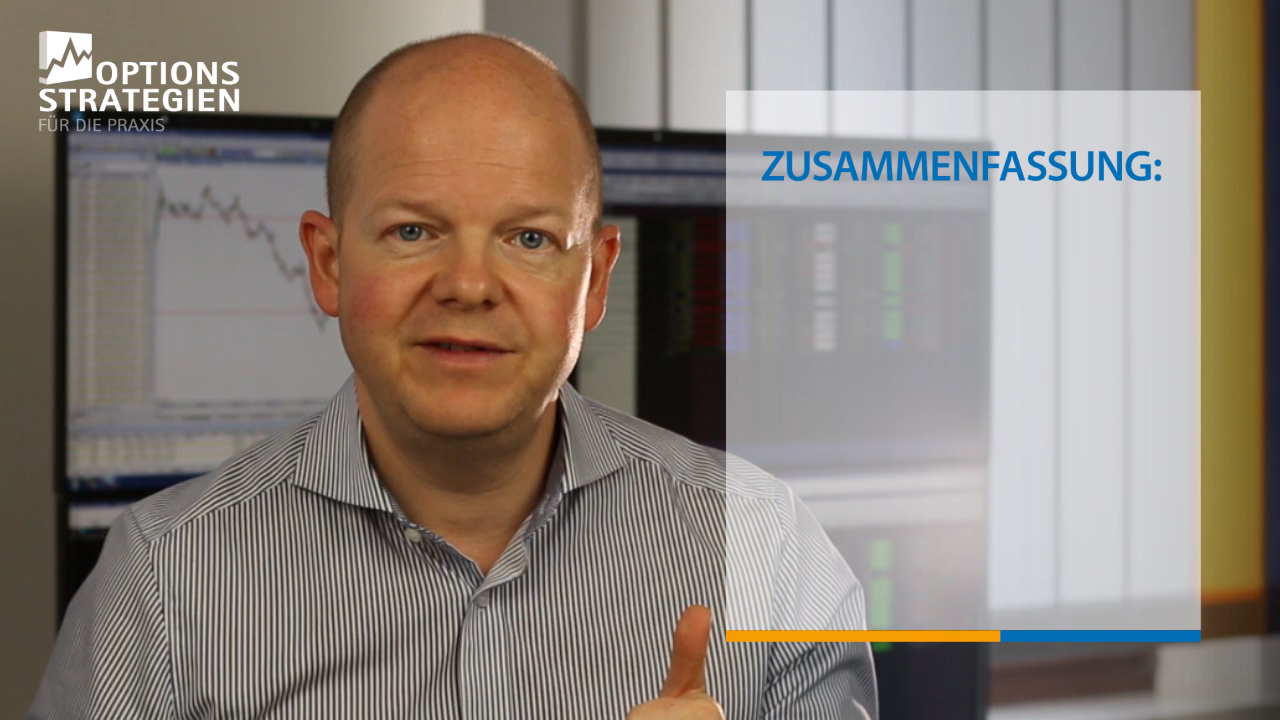 OPTIONS
STRATEGIEN
FÜR DIE PRAXIS
ZUSAMMENFASSUNG: